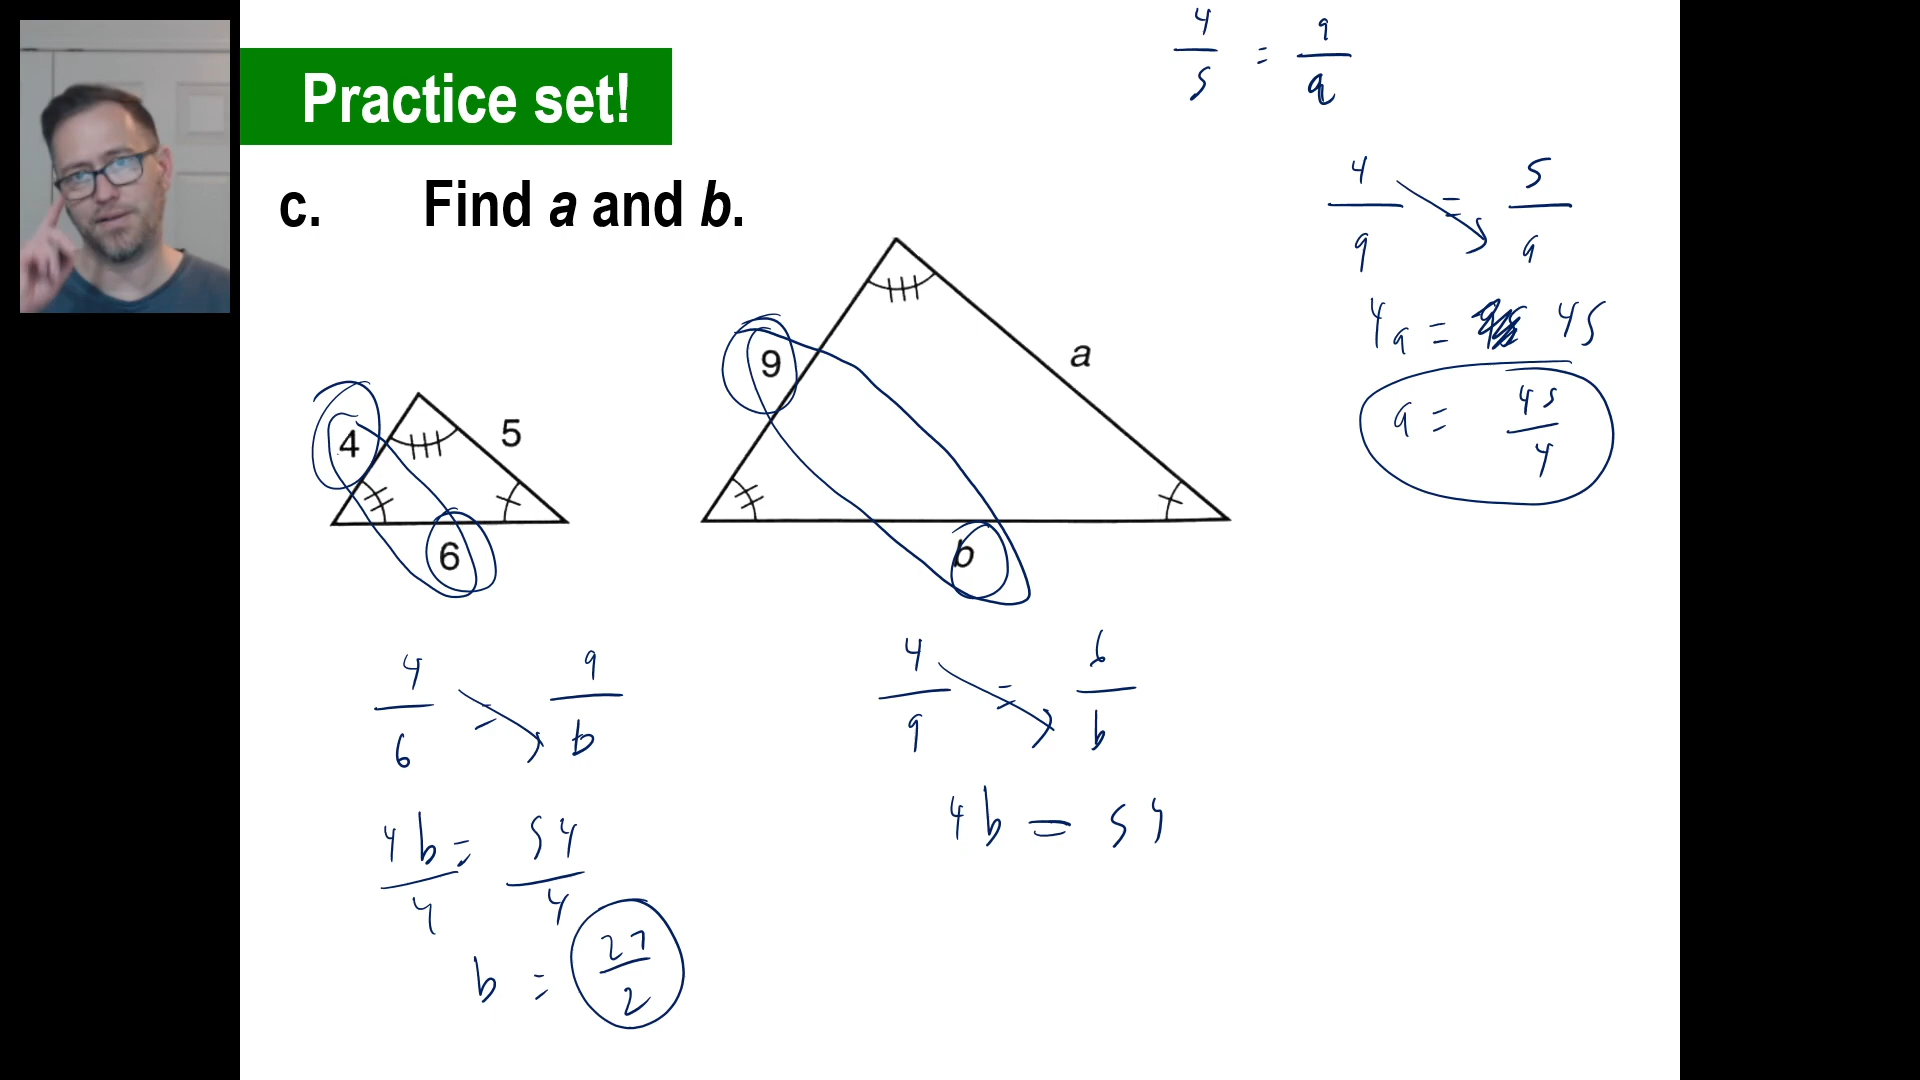 Practice set!
c. Find a and b.
4/5 = 9/a
4/9 = 5/a
4a = 45
a = 45/4
4
5
6
9
a
b
4/6 = 9/b
4b/4 = 54/4
b = 27/2
4/9 = 6/b
4b = 54